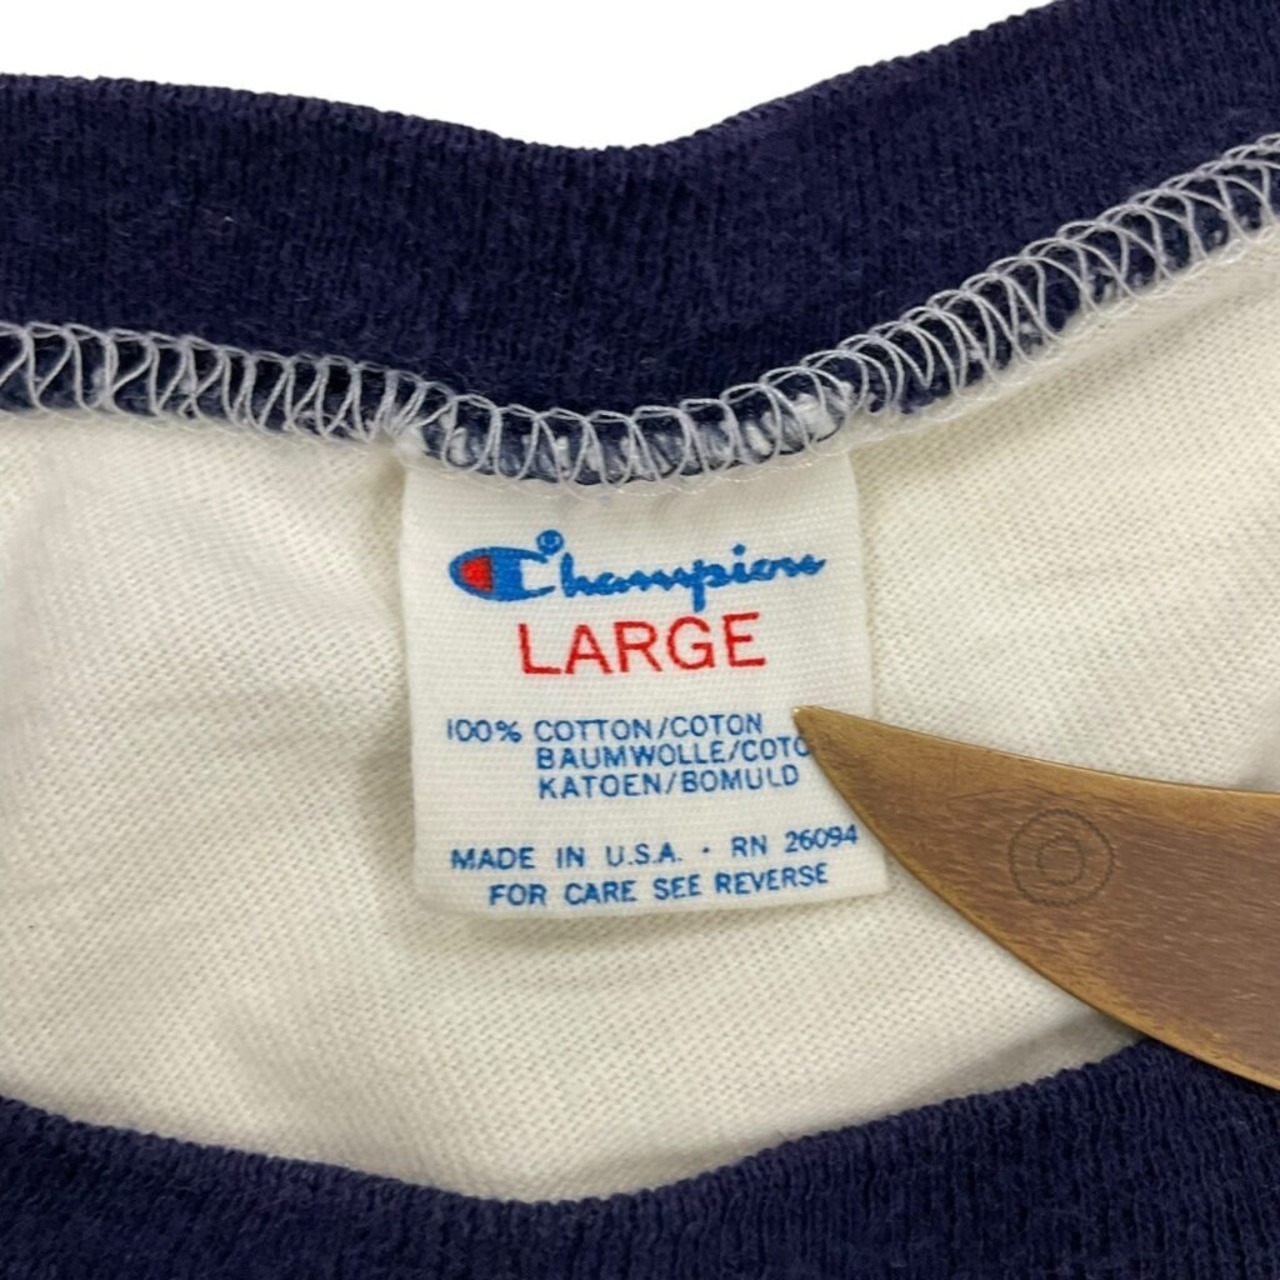 Champion®
LARGE
100% COTTON/COTON
BAUMWOLLE/COTO
KATOEN/BOMULD
MADE IN U.S.A. · RN 26094
FOR CARE SEE REVERSE